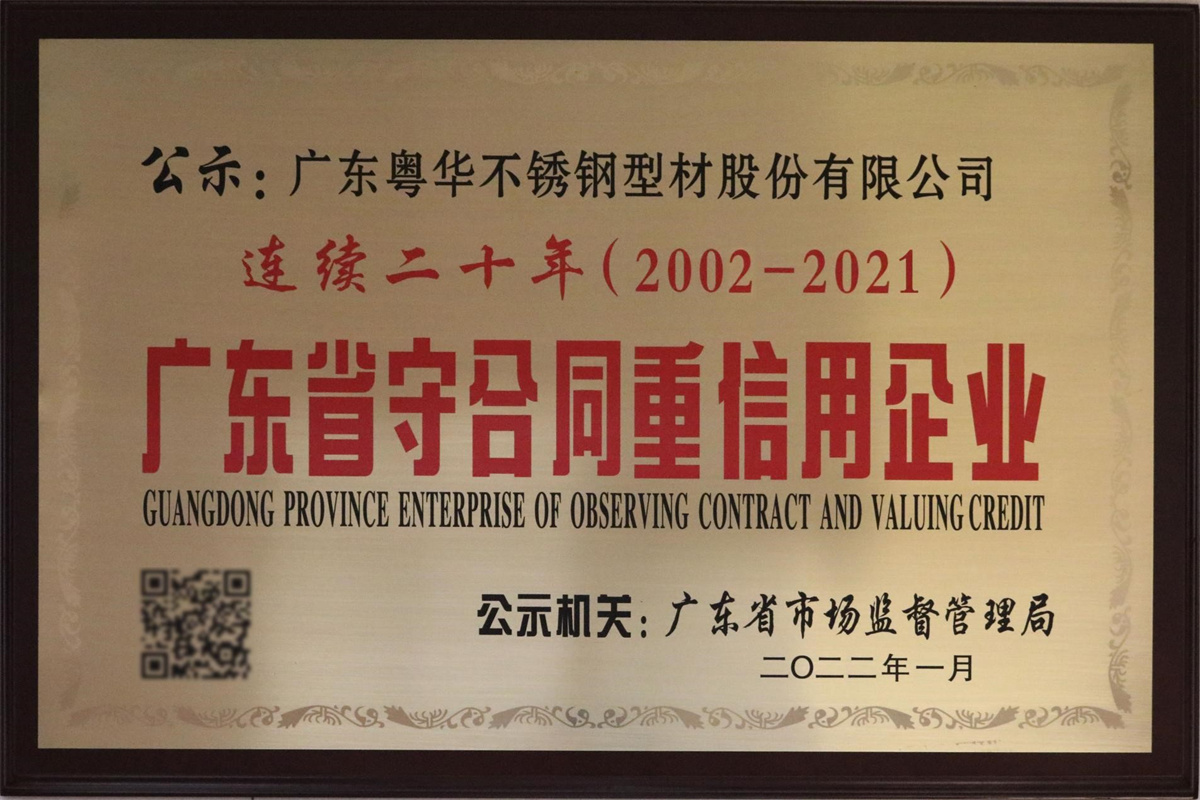 公示：广东粤华不锈钢型材股份有限公司
连续二十年（2002-2021）
广东省守合同重信用企业
GUANGDONG PROVINCE ENTERPRISE OF OBSERVING CONTRACT AND VALUING CREDIT
公示机关：广东省市场监督管理局
二〇二二年一月